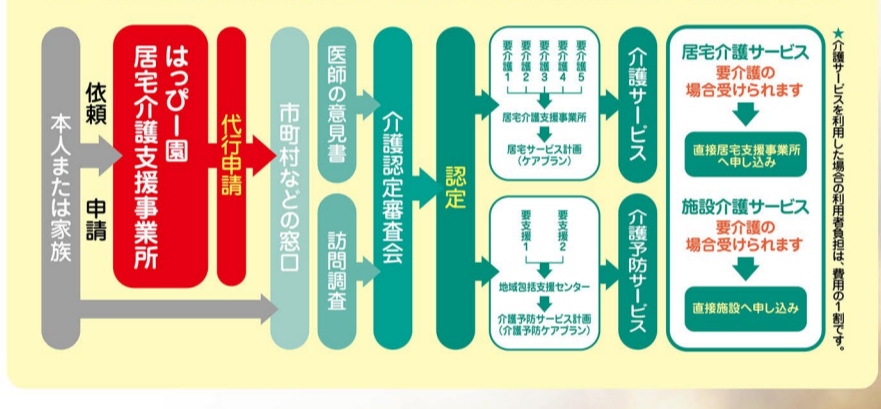 本人または家族
依頼
申請
はっぴー園
居宅介護支援事業所
代行申請
市町村などの窓口
医師の意見書
訪問調査
介護認定審査会
認定
要介護1
要介護2
要介護3
要介護4
要介護5
居宅介護支援事業所
居宅サービス計画
(ケアプラン)
要支援1
要支援2
地域包括支援センター
介護予防サービス計画
(介護予防ケアプラン)
介護サービス
介護予防サービス
居宅介護サービス
要介護の
場合受けられます
直接居宅支援事業所
へ申し込み
施設介護サービス
要介護の
場合受けられます
直接施設へ申し込み
★介護サービスを利用した場合の利用者負担は、費用の1割です。